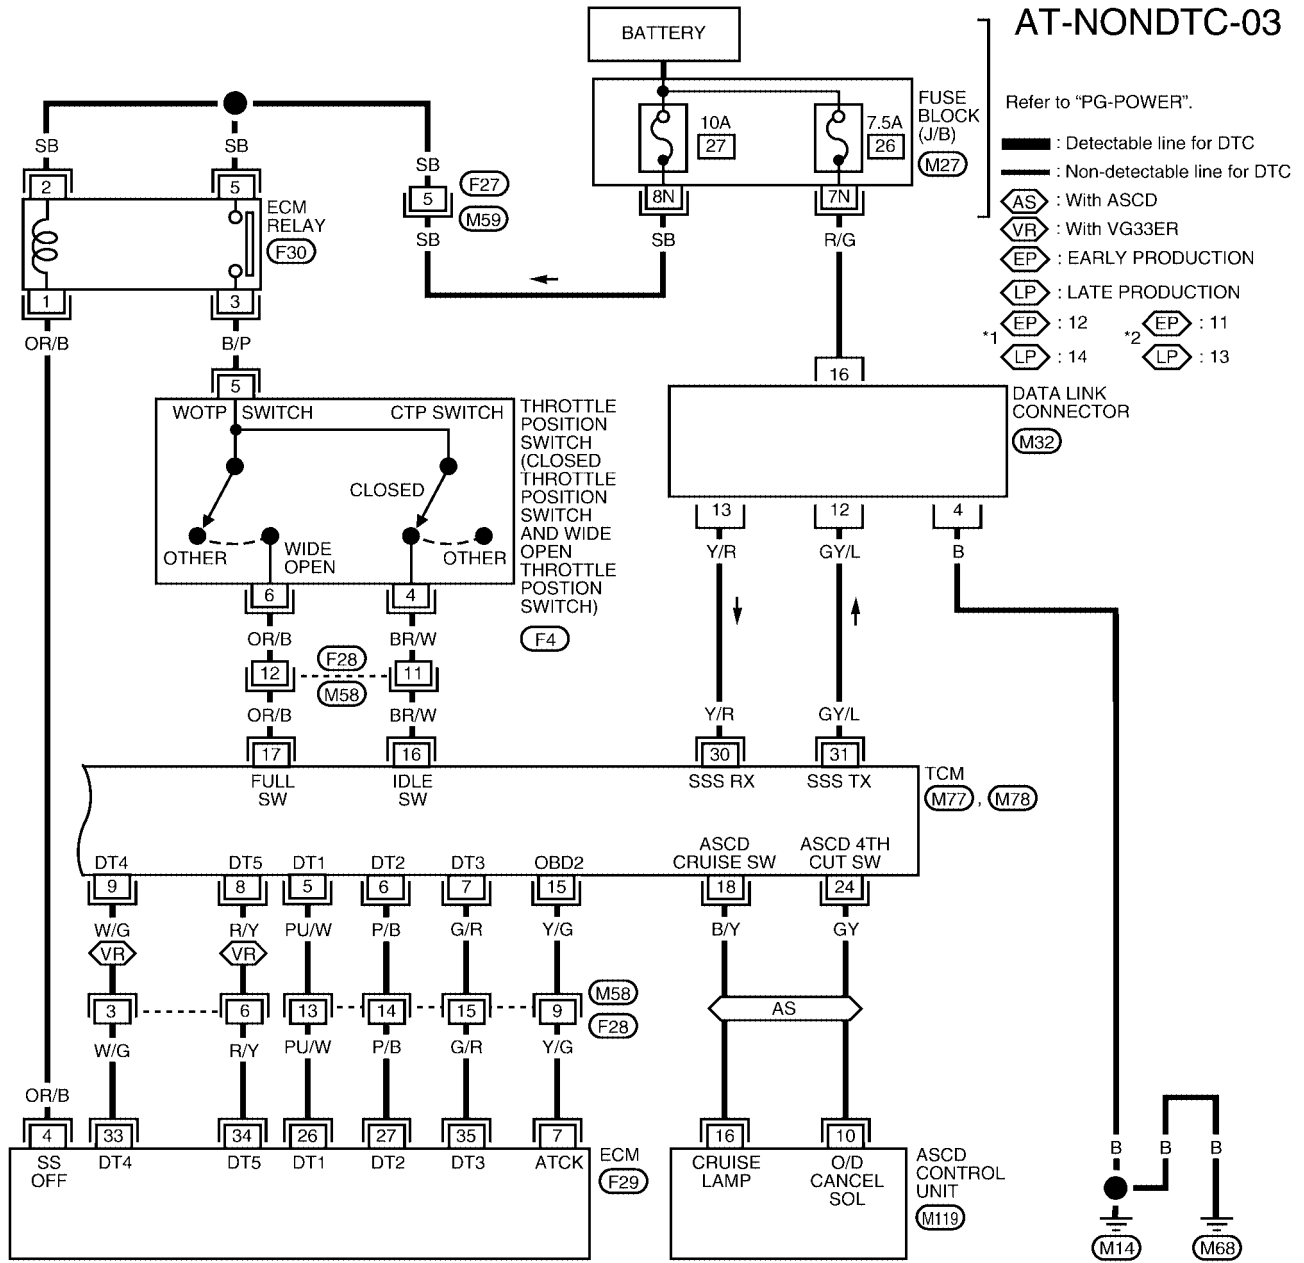 AT-NONDTC-03
BATTERY
FUSE
BLOCK
(J/B)
M27
10A
27
7.5A
26
8N
7N
SB
R/G
Refer to "PG-POWER".
: Detectable line for DTC
: Non-detectable line for DTC
AS : With ASCD
VR : With VG33ER
EP : EARLY PRODUCTION
LP : LATE PRODUCTION
*1 EP : 12
LP : 14
*2 EP : 11
LP : 13
SB
SB
SB
2
5
5
F27
M59
SB
ECM
RELAY
F30
1
3
OR/B
B/P
5
WOTP SWITCH
CTP SWITCH
CLOSED
OTHER
WIDE
OPEN
OTHER
THROTTLE
POSITION
SWITCH
(CLOSED
THROTTLE
POSITION
SWITCH
AND WIDE
OPEN
THROTTLE
POSTION
SWITCH)
F4
6
4
OR/B
BR/W
12
F28
M58
11
OR/B
BR/W
17
16
16
DATA LINK
CONNECTOR
M32
13
12
4
Y/R
GY/L
B
Y/R
GY/L
30
31
FULL
SW
IDLE
SW
SSS RX
SSS TX
TCM
M77 , M78
DT4
DT5
DT1
DT2
DT3
OBD2
ASCD
CRUISE SW
ASCD 4TH
CUT SW
9
8
5
6
7
15
18
24
W/G
R/Y
PU/W
P/B
G/R
Y/G
B/Y
GY
VR
VR
3
6
13
14
15
9
M58
F28
AS
W/G
R/Y
PU/W
P/B
G/R
Y/G
OR/B
4
33
34
26
27
35
7
16
10
SS
OFF
DT4
DT5
DT1
DT2
DT3
ATCK
ECM
F29
CRUISE
LAMP
O/D
CANCEL
SOL
ASCD
CONTROL
UNIT
M119
B
B
B
M14
M68